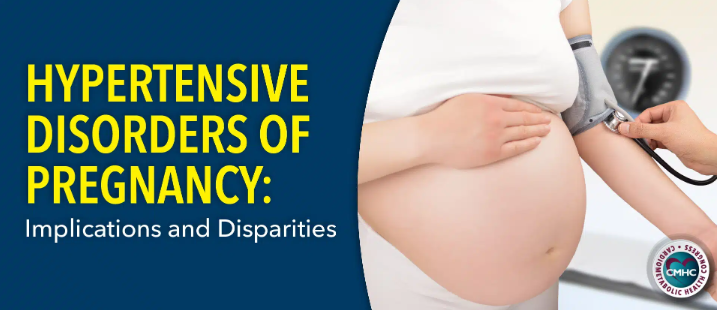 HYPERTENSIVE
DISORDERS OF
PREGNANCY:
Implications and Disparities
CARDIOMETABOLIC HEALTH CONGRESS
CMHC